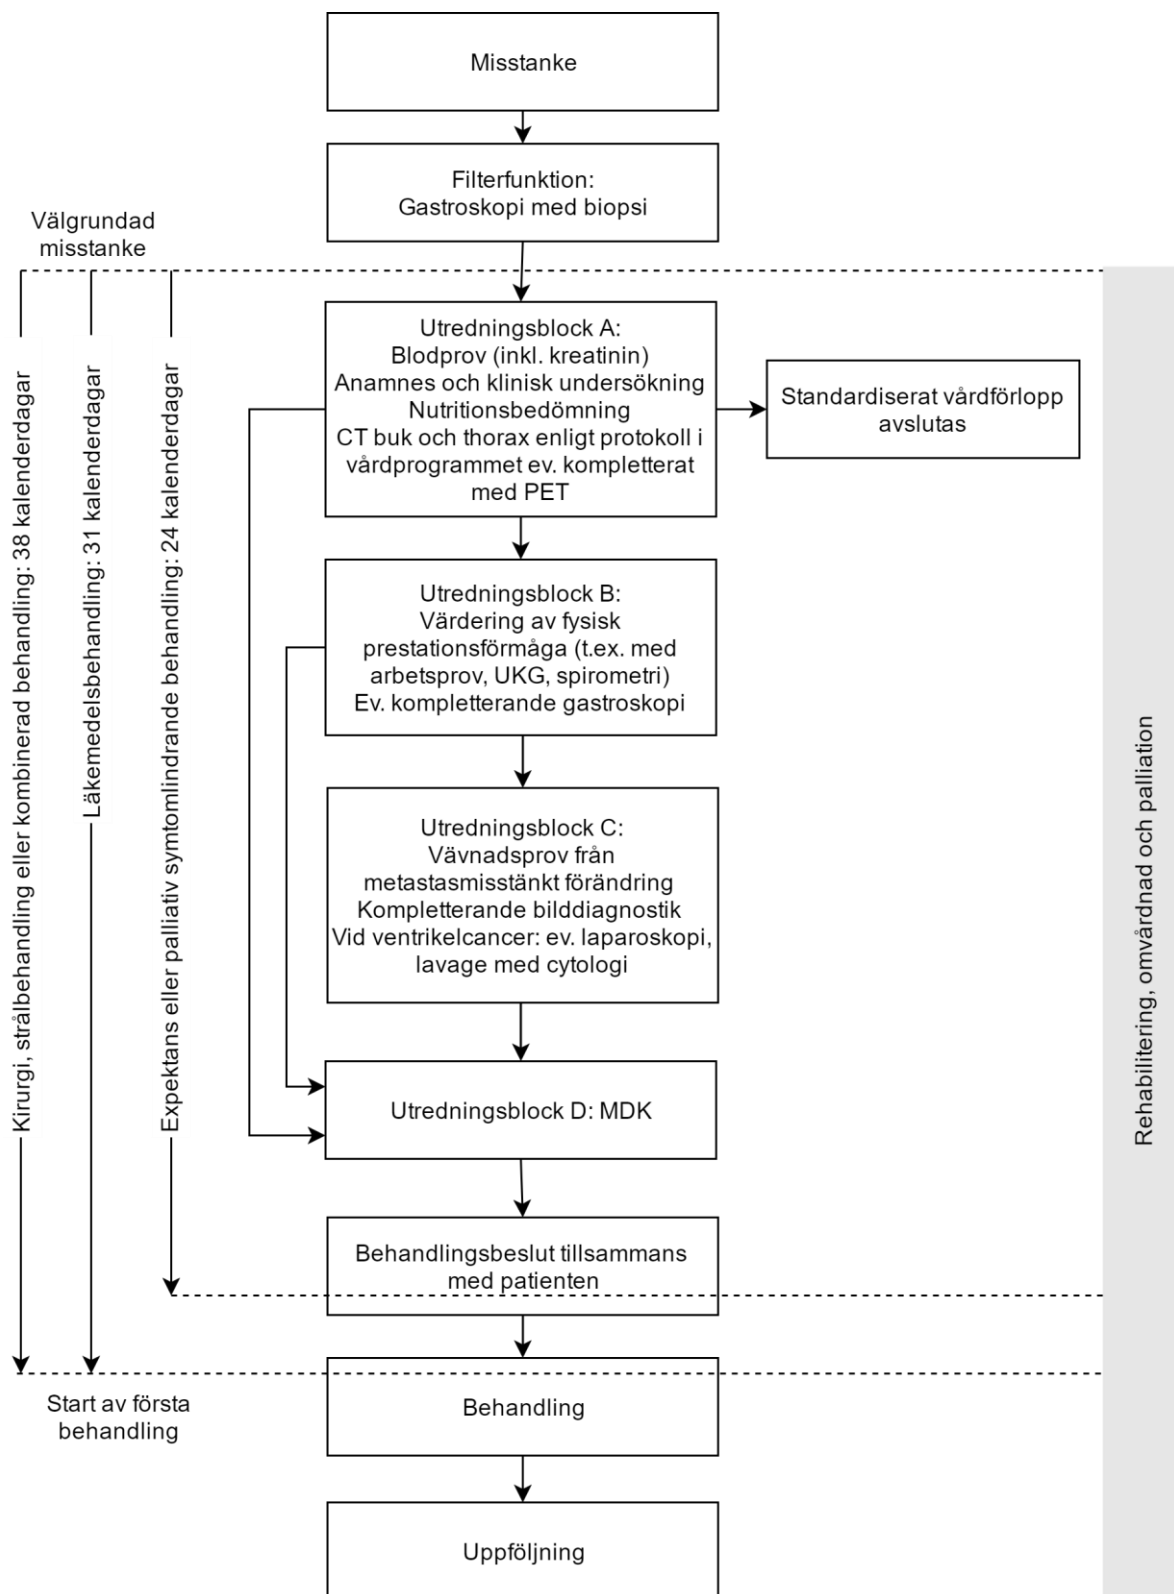 Misstanke
Filterfunktion:
Gastroskopi med biopsi
Välgrundad
misstanke
Utredningsblock A:
Blodprov (inkl. kreatinin)
Anamnes och klinisk undersökning
Nutritionsbedömning
CT buk och thorax enligt protokoll i
vårdprogrammet ev. kompletterat
med PET
Standardiserat vårdförlopp
avslutas
Kirurgi, strålbehandling eller kombinerad behandling: 38 kalenderdagar
Läkemedelsbehandling: 31 kalenderdagar
Expektans eller palliativ symtomlindrande behandling: 24 kalenderdagar
Utredningsblock B:
Värdering av fysisk
prestationsförmåga (t.ex. med
arbetsprov, UKG, spirometri)
Ev. kompletterande gastroskopi
Utredningsblock C:
Vävnadsprov från
metastasmisstänkt förändring
Kompletterande bilddiagnostik
Vid ventrikelcancer: ev. laparoskopi,
lavage med cytologi
Rehabilitering, omvårdnad och palliation
Utredningsblock D: MDK
Behandlingsbeslut tillsammans
med patienten
Start av första
behandling
Behandling
Uppföljning